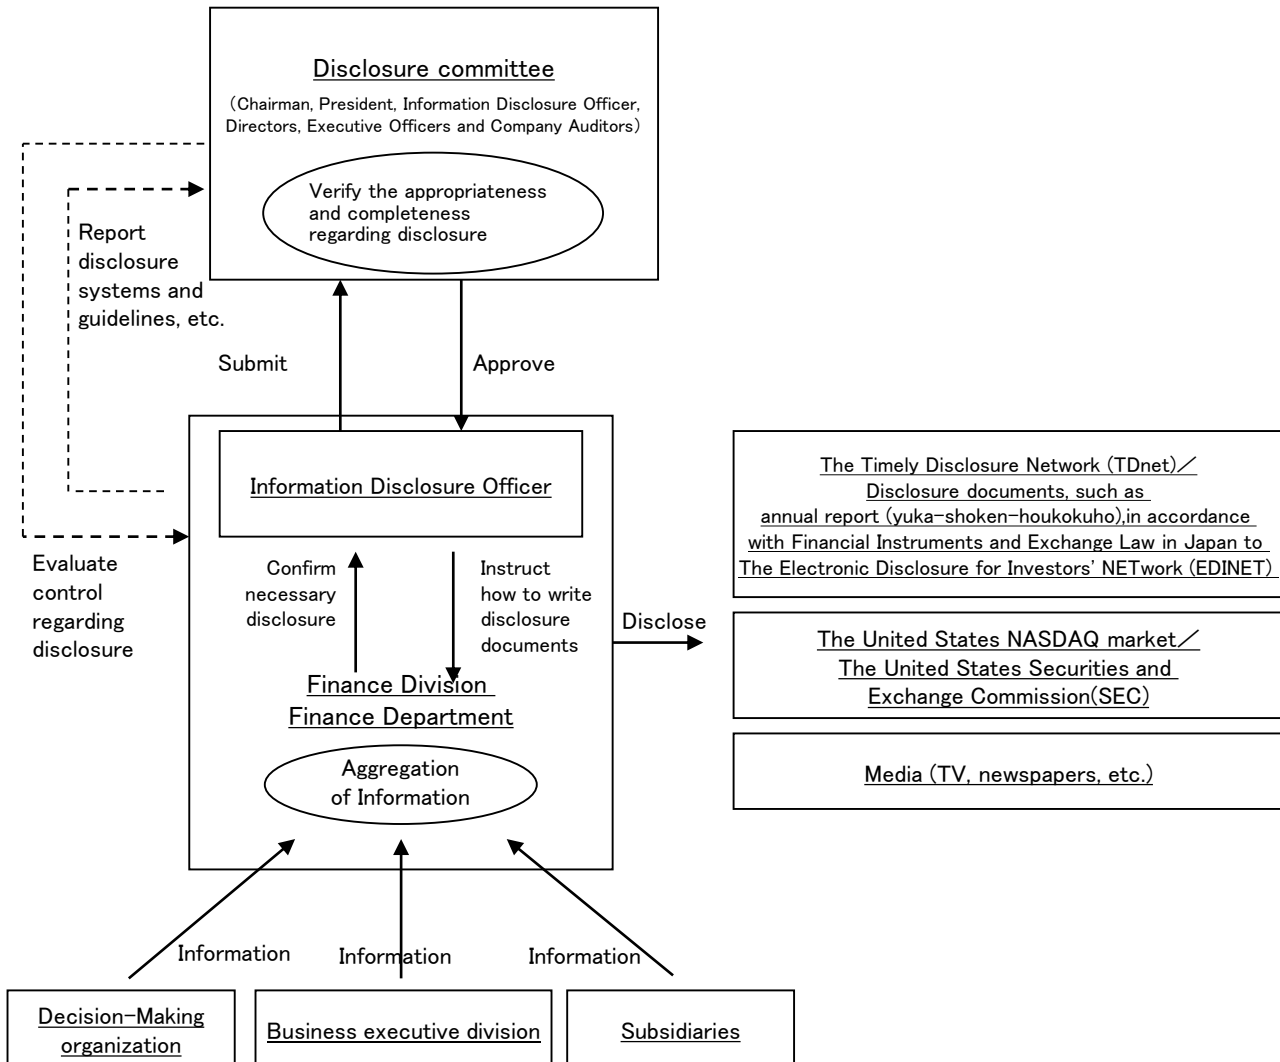 Disclosure committee
(Chairman, President, Information Disclosure Officer,
Directors, Executive Officers and Company Auditors)
Verify the appropriateness
and completeness
regarding disclosure
Report
disclosure
systems and
guidelines, etc.
Submit
Approve
Information Disclosure Officer
Evaluate
control
regarding
disclosure
Confirm
necessary
disclosure
Instruct
how to write
disclosure
documents
Disclose
Finance Division
Finance Department
Aggregation
of Information
The Timely Disclosure Network (TDnet)/
Disclosure documents, such as
annual report (yuka-shoken-houkokuho),in accordance
with Financial Instruments and Exchange Law in Japan to
The Electronic Disclosure for Investors' NETwork (EDINET)
The United States NASDAQ market/
The United States Securities and
Exchange Commission(SEC)
Media (TV, newspapers, etc.)
Information
Information
Information
Decision-Making
organization
Business executive division
Subsidiaries